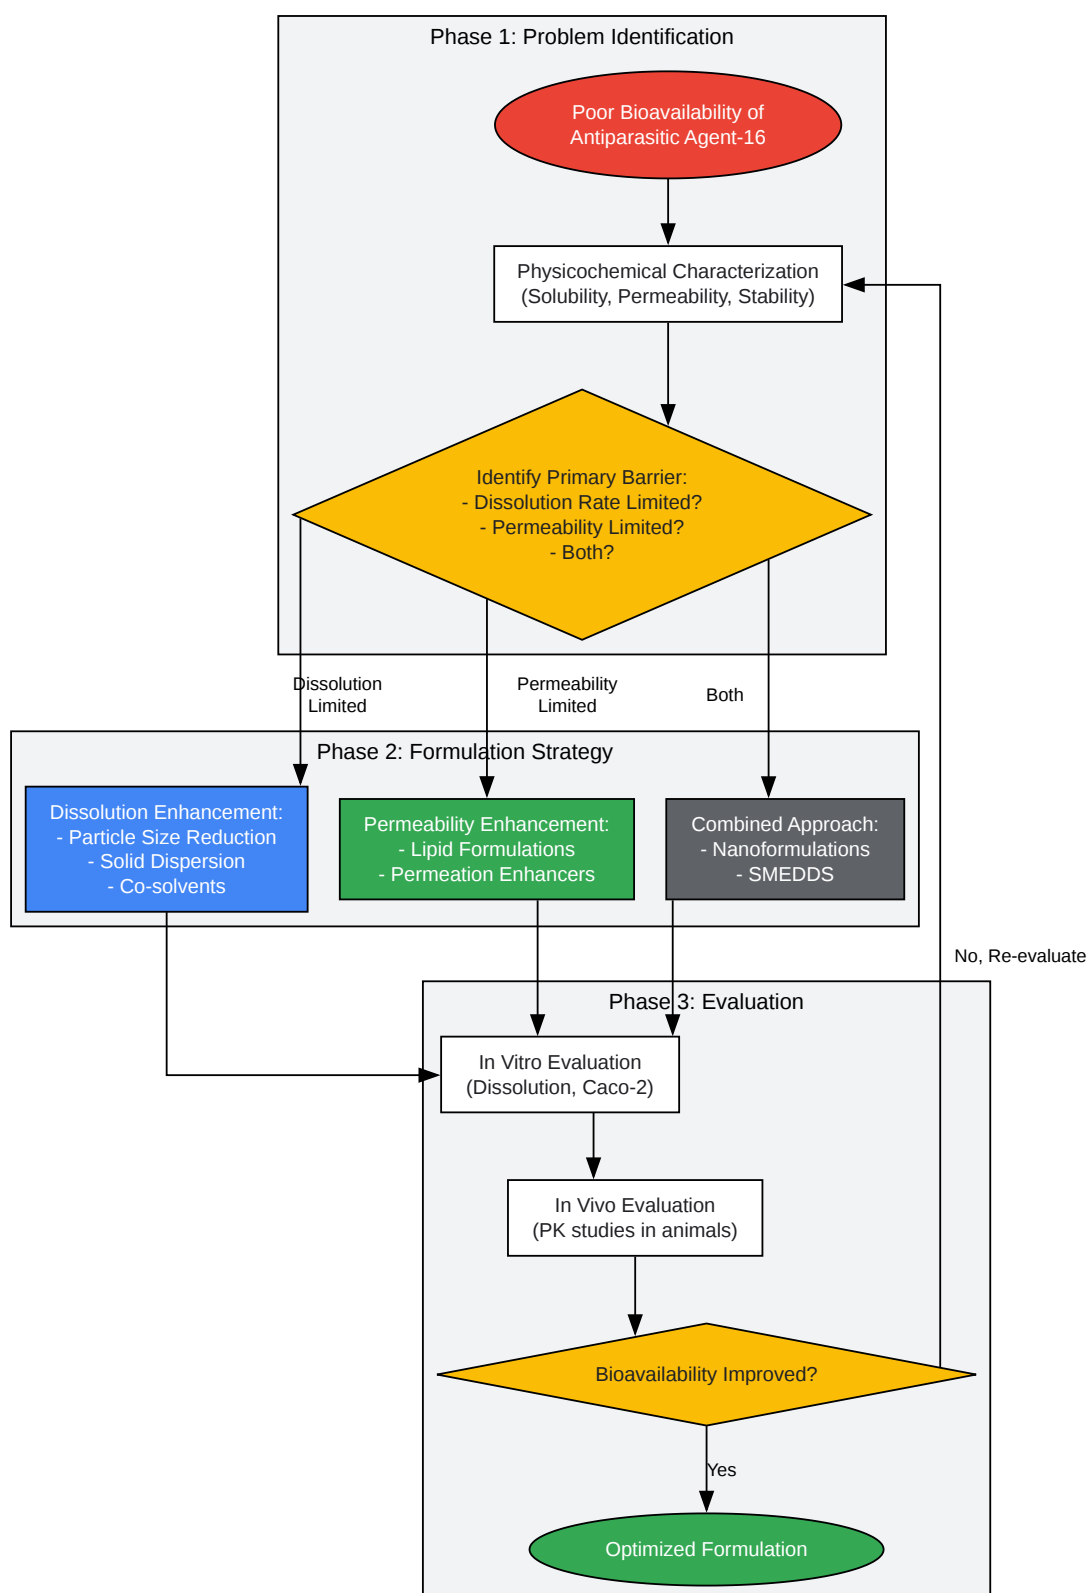 Phase 1: Problem Identification
Poor Bioavailability of
Antiparasitic Agent-16
Physicochemical Characterization
(Solubility, Permeability, Stability)
Identify Primary Barrier:
- Dissolution Rate Limited?
- Permeability Limited?
- Both?
Dissolution
Limited
Permeability
Limited
Both
Phase 2: Formulation Strategy
Dissolution Enhancement:
- Particle Size Reduction
- Solid Dispersion
- Co-solvents
Permeability Enhancement:
- Lipid Formulations
- Permeation Enhancers
Combined Approach:
- Nanoformulations
- SMEDDS
No, Re-evaluate
Phase 3: Evaluation
In Vitro Evaluation
(Dissolution, Caco-2)
In Vivo Evaluation
(PK studies in animals)
Bioavailability Improved?
Yes
Optimized Formulation